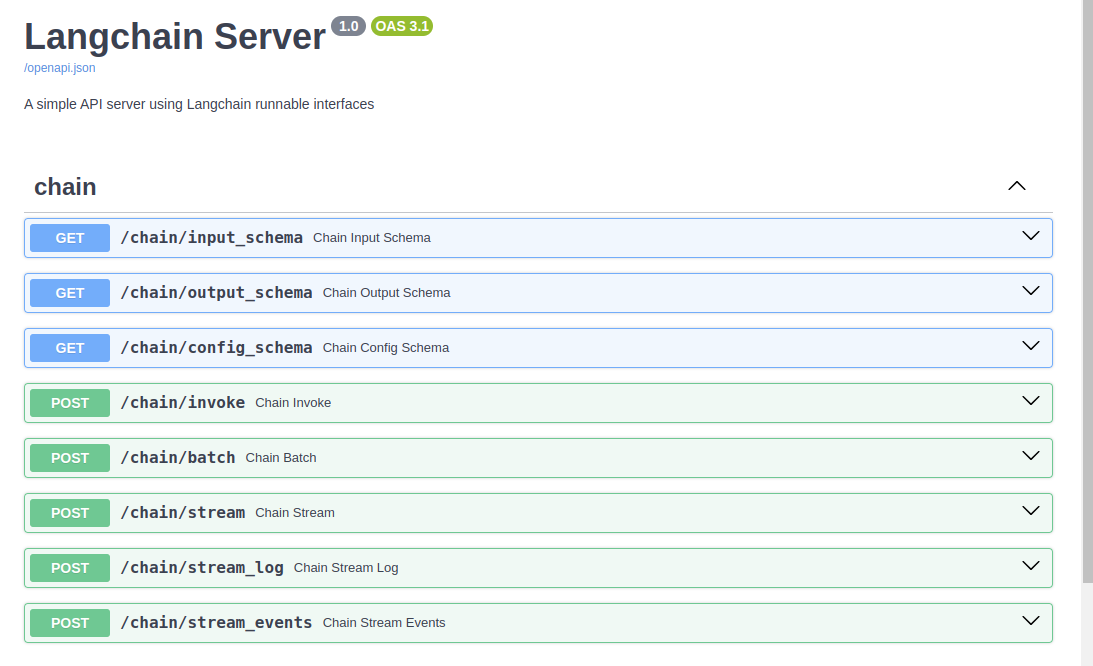 Langchain Server 1.0 OAS 3.1
/openapi.json
A simple API server using Langchain runnable interfaces
chain
GET /chain/input_schema Chain Input Schema
GET /chain/output_schema Chain Output Schema
GET /chain/config_schema Chain Config Schema
POST /chain/invoke Chain Invoke
POST /chain/batch Chain Batch
POST /chain/stream Chain Stream
POST /chain/stream_log Chain Stream Log
POST /chain/stream_events Chain Stream Events